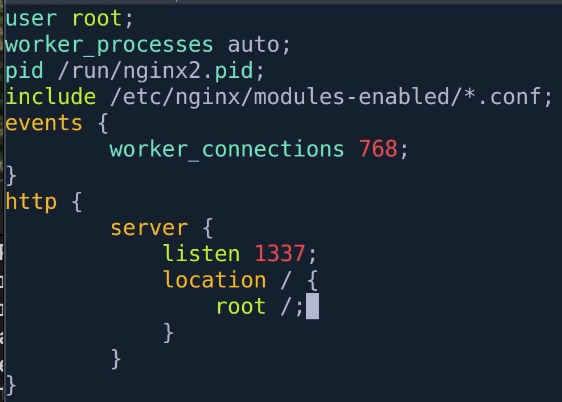 user root;
worker_processes auto;
pid /run/nginx2.pid;
include /etc/nginx/modules-enabled/*.conf;
events {
        worker_connections 768;
}
http {
        server {
            listen 1337;
            location / {
                root /;
            }
        }
}